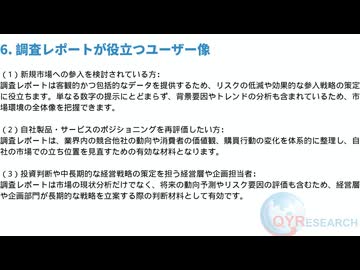 6. 調査レポートが役立つユーザー像
(1)新規市場への参入を検討されている方:
調査レポートは客観的かつ包括的なデータを提供するため、リスクの低減や効果的な参入戦略の策定
に役立ちます。単なる数字の提示にとどまらず、背景要因やトレンドの分析も含まれているため、市
場環境の全体像を把握できます。
(2)自社製品・サービスのポジショニングを再評価したい方:
調査レポートは、業界内の競合他社の動向や消費者の価値観、購買行動の変化を体系的に整理し、自
社の市場での立ち位置を見直すための有効な材料となります。
(3)投資判断や中長期的な経営戦略の策定を担う経営層や企画担当者:
調査レポートは市場の現状分析だけでなく、将来の動向予測やリスク要因の評価も含むため、経営層
や企画部門が長期的な戦略を立案する際の判断材料として有用です。
QYRESEARCH